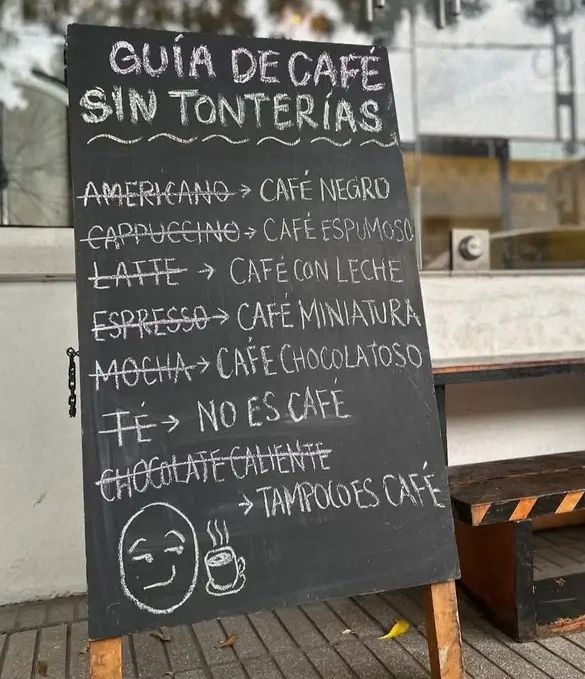 GUÍA DE CAFÉ
SIN TONTERÍAS
AMERICANO → CAFÉ NEGRO
CAPPUCCINO → CAFÉ ESPUMOSO
LATTE → CAFÉ CON LECHE
ESPRESSO → CAFÉ MINIATURA
MOCHA → CAFÉ CHOCOLATOSO
TÉ → NO ES CAFÉ
CHOCOLATE CALIENTE
→ TAMPOCO ES CAFÉ